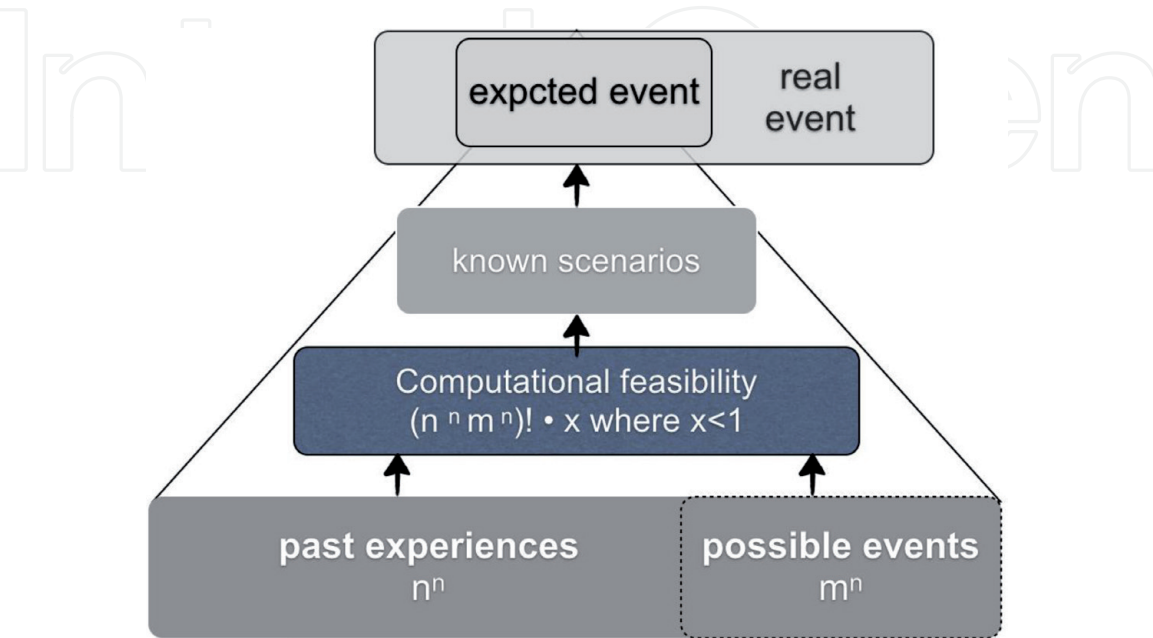 expcted event
real
event
known scenarios
Computational feasibility
(n ⁿ m ⁿ)! • x where x<1
past experiences
nⁿ
possible events
mⁿ